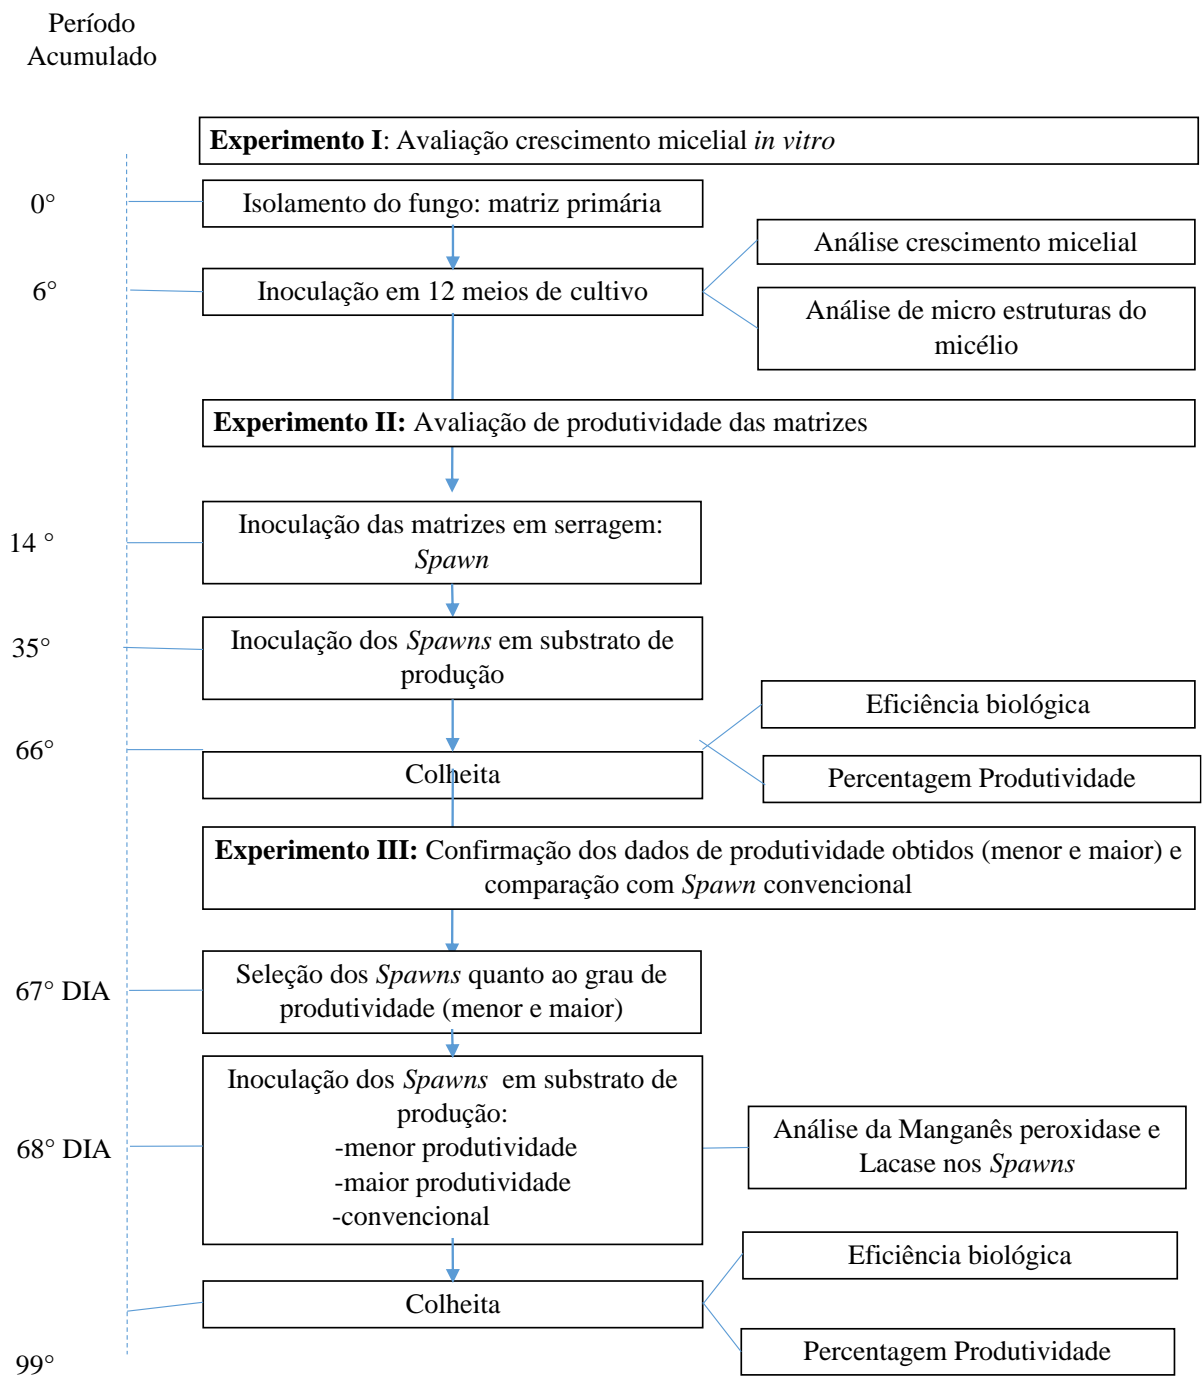 Período
Acumulado
Experimento I: Avaliação crescimento micelial in vitro
0°
Isolamento do fungo: matriz primária
Análise crescimento micelial
6°
Inoculação em 12 meios de cultivo
Análise de micro estruturas do
micélio
Experimento II: Avaliação de produtividade das matrizes
14 °
Inoculação das matrizes em serragem:
Spawn
35°
Inoculação dos Spawns em substrato de
produção
Eficiência biológica
66°
Colheita
Percentagem Produtividade
Experimento III: Confirmação dos dados de produtividade obtidos (menor e maior) e
comparação com Spawn convencional
67° DIA
Seleção dos Spawns quanto ao grau de
produtividade (menor e maior)
68° DIA
Inoculação dos Spawns  em substrato de
produção:
-menor produtividade
-maior produtividade
-convencional
Análise da Manganês peroxidase e
Lacase nos Spawns
Eficiência biológica
Colheita
Percentagem Produtividade
99°